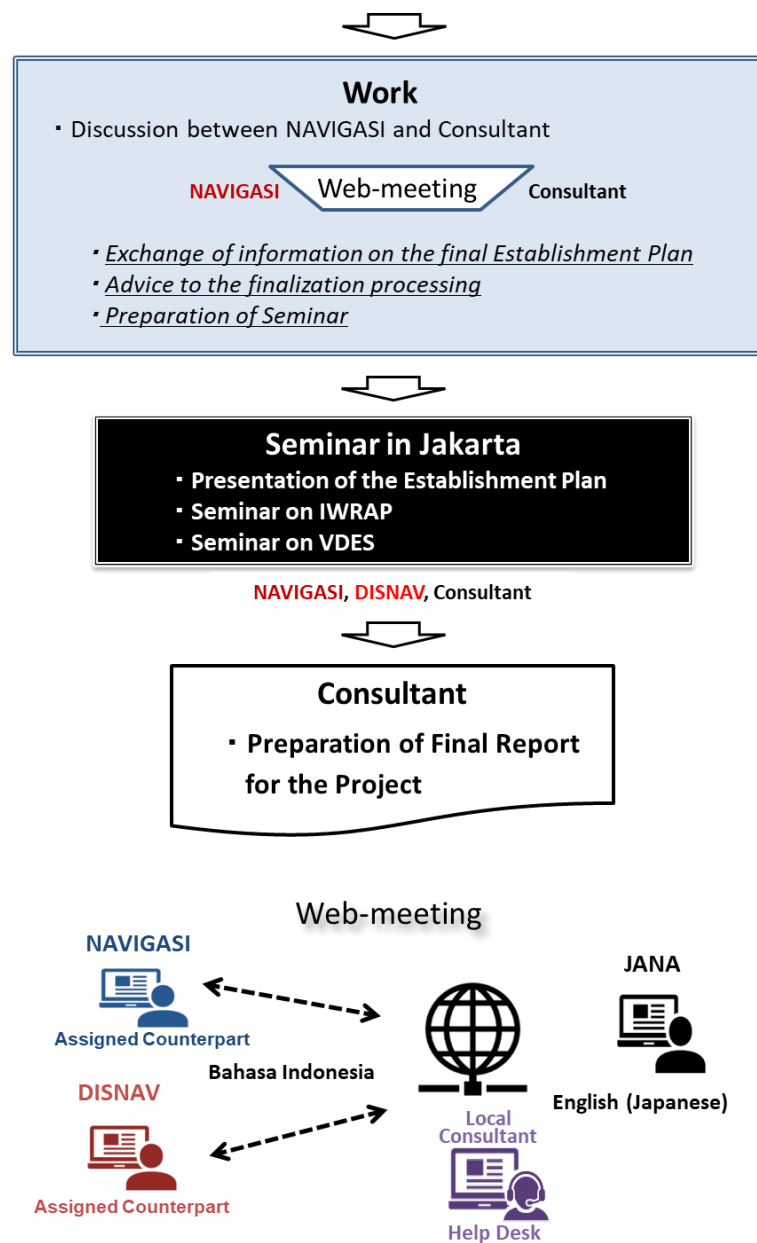 Work
・Discussion between NAVIGASI and Consultant
NAVIGASI Web-meeting Consultant
・Exchange of information on the final Establishment Plan
・Advice to the finalization processing
・Preparation of Seminar
Seminar in Jakarta
・Presentation of the Establishment Plan
・Seminar on IWRAP
・Seminar on VDES
NAVIGASI, DISNAV, Consultant
Consultant
・Preparation of Final Report
for the Project
Web-meeting
NAVIGASI
Assigned Counterpart
JANA
Bahasa Indonesia
DISNAV
Assigned Counterpart
English (Japanese)
Local
Consultant
Help Desk